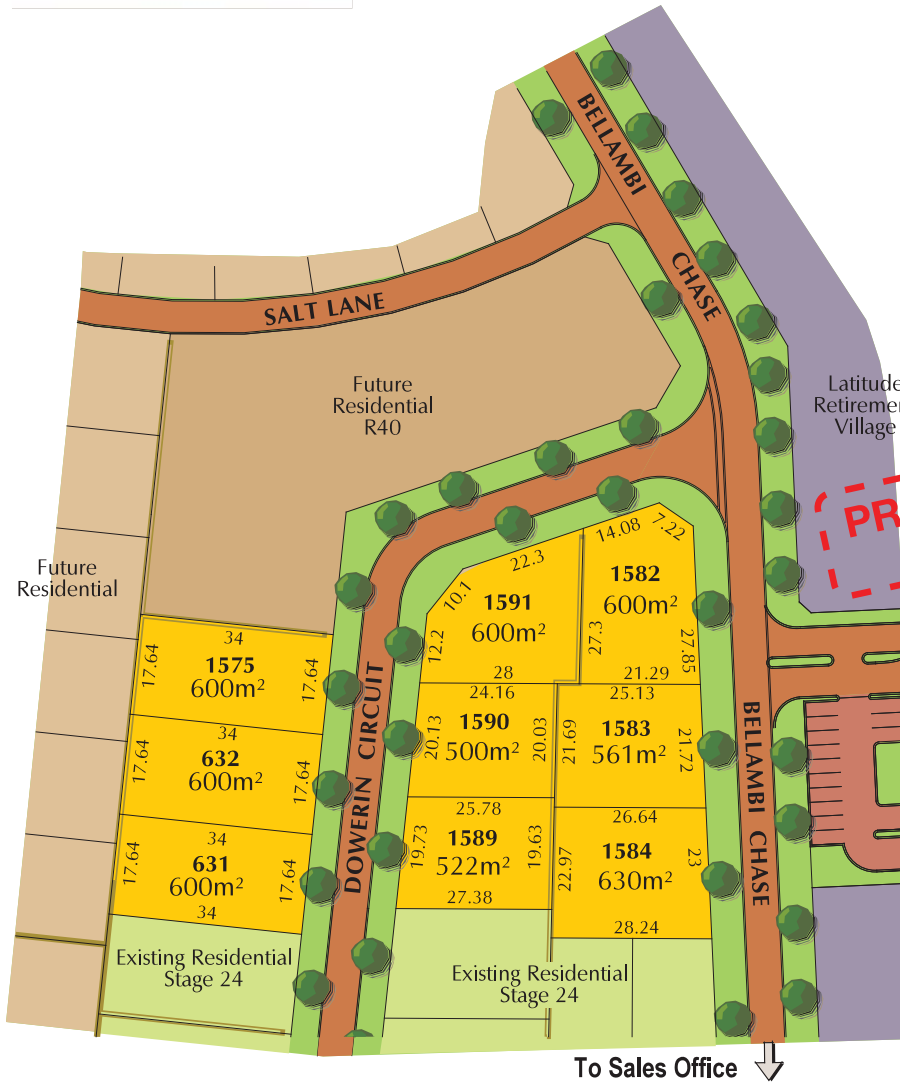 BELLAMBI
CHASE
SALT LANE
Future
Residential
R40
Latitude
Retireme
Village
PR
Future
Residential
14.08
7.22
22.3
10.1
1591
600m²
12.2
28
1582
600m²
27.3
27.85
21.29
34
1575
600m²
17.64
17.64
24.16
1590
500m²
20.13
20.03
25.13
1583
561m²
21.69
21.72
34
632
600m²
17.64
17.64
DOWERIN CIRCUIT
BELLAMBI CHASE
25.78
1589
522m²
19.73
19.63
27.38
26.64
1584
630m²
22.97
23
28.24
34
631
600m²
17.64
17.64
34
Existing Residential
Stage 24
Existing Residential
Stage 24
To Sales Office